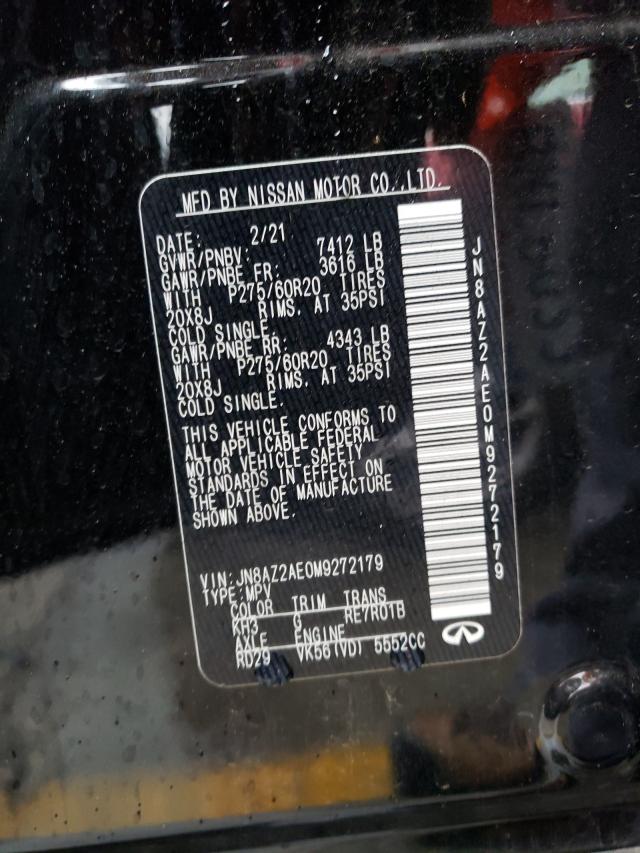 MFD BY NISSAN MOTOR CO.,LTD.
DATE: 2/21
GVWR/PNBV: 7412 LB
GAWR/PNBE FR: 3616 LB
WITH P275/60R20 TIRES
20X8J RIMS. AT 35PSI
COLD SINGLE.
GAWR/PNBE RR: 4343 LB
WITH P275/60R20 TIRES
20X8J RIMS. AT 35PSI
COLD SINGLE.
THIS VEHICLE CONFORMS TO
ALL APPLICABLE FEDERAL
MOTOR VEHICLE SAFETY
STANDARDS IN EFFECT ON
THE DATE OF MANUFACTURE
SHOWN ABOVE.
VIN:JN8AZ2AE0M9272179
TYPE:MPV
COLOR TRIM TRANS
KH3 G RE7R01B
AXLE ENGINE
RD29 VK56(VD) 5552CC
JN8AZ2AE0M9272179